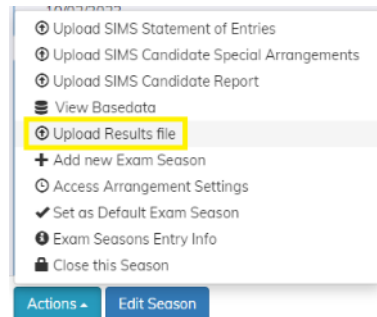 Upload SIMS Statement of Entries
Upload SIMS Candidate Special Arrangements
Upload SIMS Candidate Report
View Basedata
Upload Results file
Add new Exam Season
Access Arrangement Settings
Set as Default Exam Season
Exam Seasons Entry Info
Close this Season
Actions
Edit Season